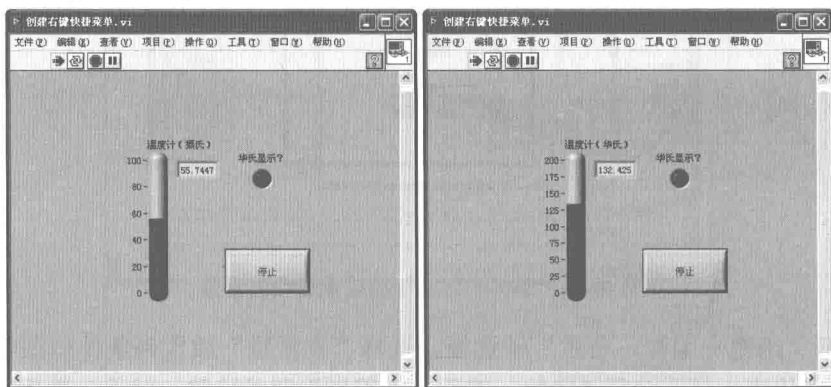 创建右键快捷菜单.vi
文件(F) 编辑(E) 查看(V) 项目(P) 操作(O) 工具(T) 窗口(W) 帮助(H)
1
温度计(摄氏)
华氏显示?
55.7447
100
80
60
40
20
0
停止
创建右键快捷菜单.vi
文件(F) 编辑(E) 查看(V) 项目(P) 操作(O) 工具(T) 窗口(W) 帮助(H)
1
温度计(华氏)
华氏显示?
132.425
200
175
150
125
100
75
50
25
0
停止